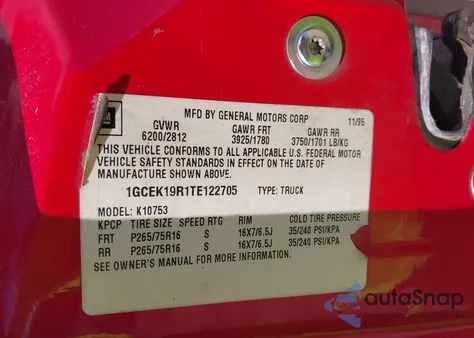 GM
MFD BY GENERAL MOTORS CORP 11/95
GVWR GAWR FRT GAWR RR
6200/2812 3925/1780 3750/1701 LB/KG
THIS VEHICLE CONFORMS TO ALL APPLICABLE U.S. FEDERAL MOTOR
VEHICLE SAFETY STANDARDS IN EFFECT ON THE DATE OF
MANUFACTURE SHOWN ABOVE.
1GCEK19R1TE122705 TYPE: TRUCK
MODEL: K10753
KPCP TIRE SIZE SPEED RTG RIM COLD TIRE PRESSURE
FRT P265/75R16 S 16X7/6.5J 35/240 PSI/KPA
RR P265/75R16 S 16X7/6.5J 35/240 PSI/KPA
SEE OWNER'S MANUAL FOR MORE INFORMATION.
autoSnap